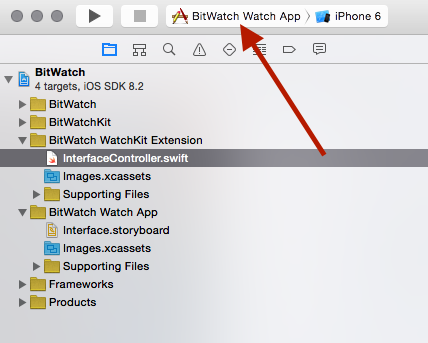 BitWatch Watch App
iPhone 6
BitWatch
4 targets, iOS SDK 8.2
BitWatch
BitWatchKit
BitWatch WatchKit Extension
InterfaceController.swift
Images.xcassets
Supporting Files
BitWatch Watch App
Interface.storyboard
Images.xcassets
Supporting Files
Frameworks
Products